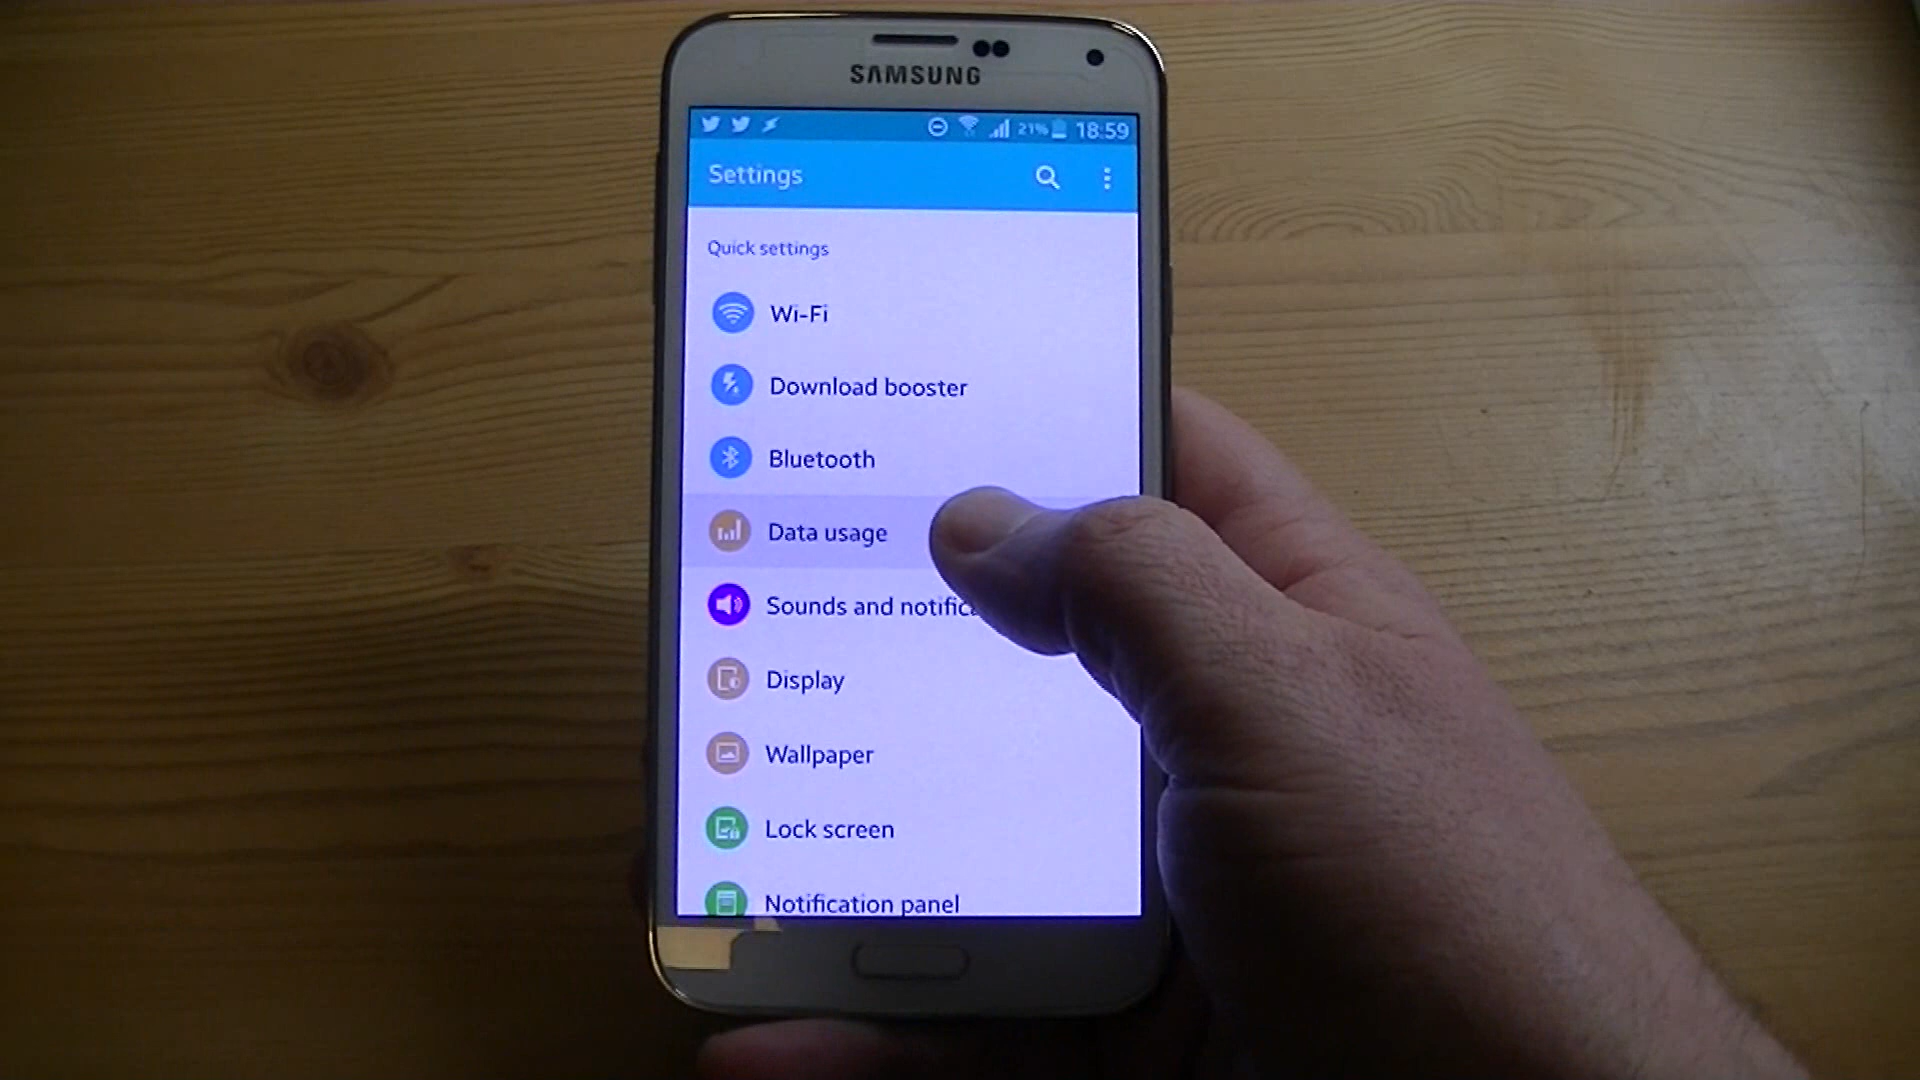 SAMSUNG
21% 18:59
Settings
Quick settings
Wi-Fi
Download booster
Bluetooth
Data usage
Sounds and
Display
Wallpaper
Lock screen
Notification panel